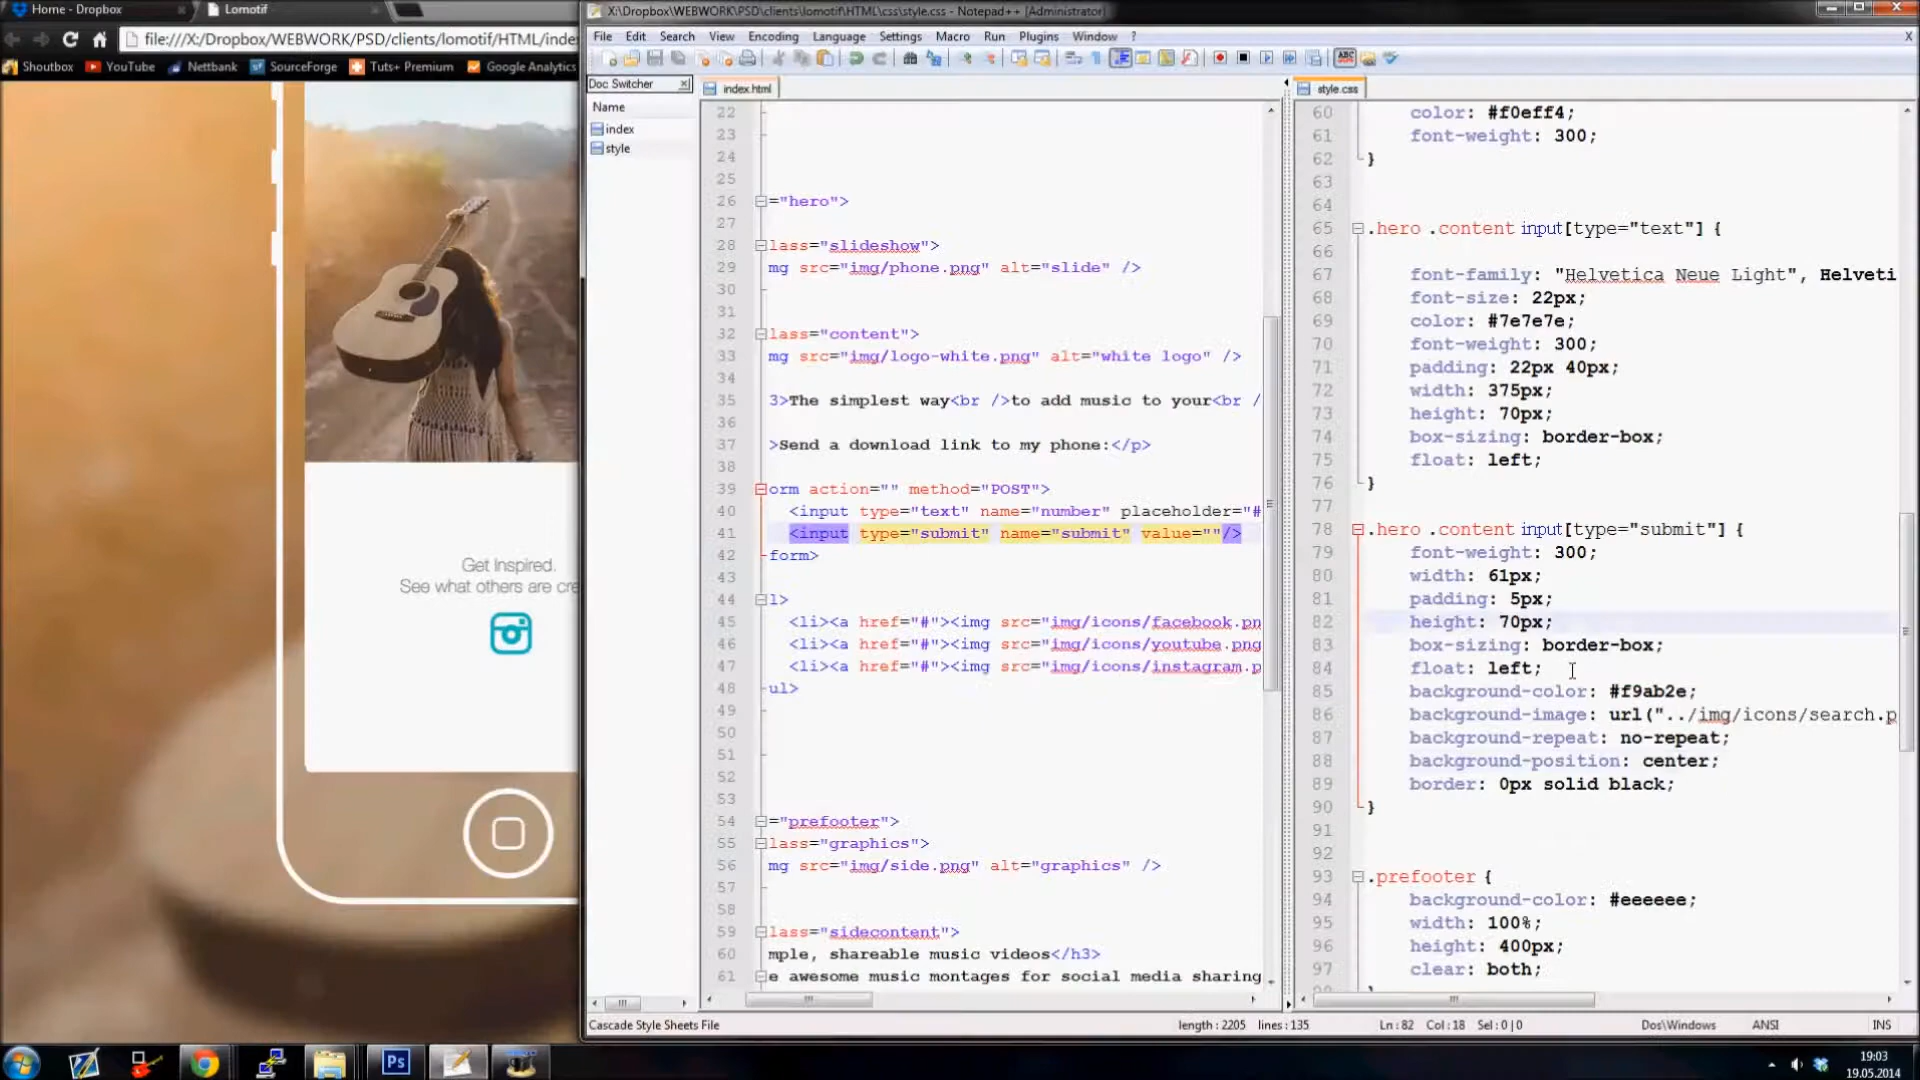 Home - Dropbox
Lomotif
file:///X:/Dropbox/WEBWORK/PSD/clients/lomotif/HTML/inde
Shoutbox YouTube Nettbank SourceForge Tuts+ Premium Google Analytics
Get Inspired.
See what others are cre
X:\Dropbox\WEBWORK\PSD\clients\lomotif\HTML\css\style.css - Notepad++ [Administrator]
File Edit Search View Encoding Language Settings Macro Run Plugins Window ? X
Doc Switcher
Name
index
style
index.html
22
23
24
25
26 ="hero">
27
28 lass="slideshow">
29 mg src="img/phone.png" alt="slide" />
30
31
32 lass="content">
33 mg src="img/logo-white.png" alt="white logo" />
34
35 3>The simplest way<br />to add music to your<br /
36
37 >Send a download link to my phone:</p>
38
39 orm action="" method="POST">
40 <input type="text" name="number" placeholder="#
41 <input type="submit" name="submit" value=""/>
42 form>
43
44 l>
45 <li><a href="#"><img src="img/icons/facebook.pn
46 <li><a href="#"><img src="img/icons/youtube.png
47 <li><a href="#"><img src="img/icons/instagram.p
48 ul>
49
50
51
52
53
54 ="prefooter">
55 lass="graphics">
56 mg src="img/side.png" alt="graphics" />
57
58
59 lass="sidecontent">
60 mple, shareable music videos</h3>
61 e awesome music montages for social media sharing
style.css
60 color: #f0eff4;
61 font-weight: 300;
62 }
63
64
65 .hero .content input[type="text"] {
66
67 font-family: "Helvetica Neue Light", Helveti
68 font-size: 22px;
69 color: #7e7e7e;
70 font-weight: 300;
71 padding: 22px 40px;
72 width: 375px;
73 height: 70px;
74 box-sizing: border-box;
75 float: left;
76 }
77
78 .hero .content input[type="submit"] {
79 font-weight: 300;
80 width: 61px;
81 padding: 5px;
82 height: 70px;
83 box-sizing: border-box;
84 float: left;
85 background-color: #f9ab2e;
86 background-image: url("../img/icons/search.p
87 background-repeat: no-repeat;
88 background-position: center;
89 border: 0px solid black;
90 }
91
92
93 .prefooter {
94 background-color: #eeeeee;
95 width: 100%;
96 height: 400px;
97 clear: both;
Cascade Style Sheets File length : 2205 lines : 135 Ln : 82 Col : 18 Sel : 0 | 0 Dos\Windows ANSI INS
Ps
19:03
19.05.2014